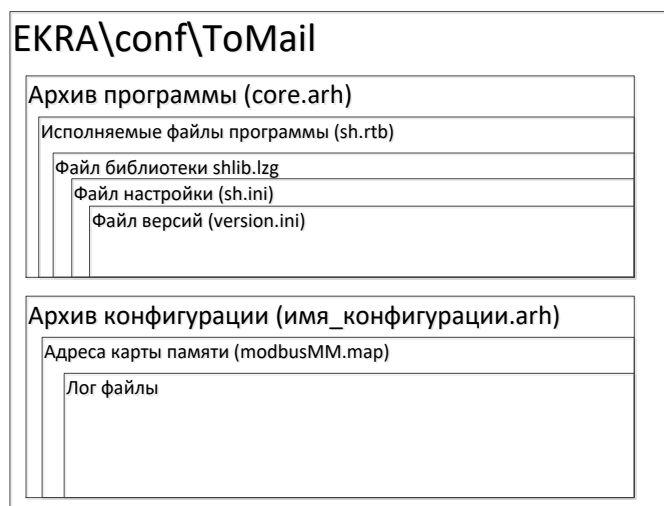 EKRA\conf\ToMail
Архив программы (core.arh)
Исполняемые файлы программы (sh.rtb)
Файл библиотеки shlib.lzg
Файл настройки (sh.ini)
Файл версий (version.ini)
Архив конфигурации (имя_конфигурации.arh)
Адреса карты памяти (modbusMM.map)
Лог файлы